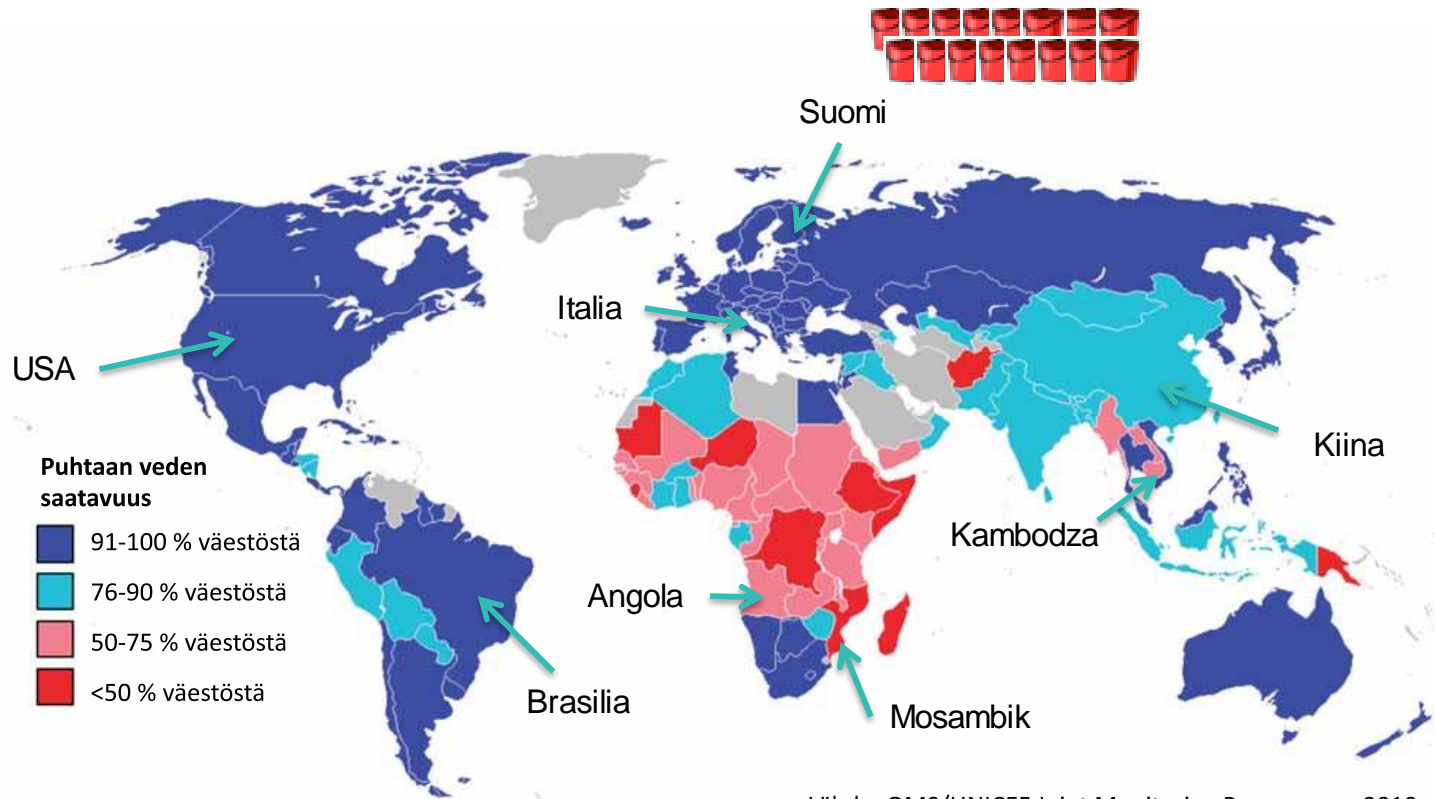 Suomi
Italia
USA
Kiina
Puhtaan veden
saatavuus
91-100 % väestöstä
76-90 % väestöstä
50-75 % väestöstä
<50 % väestöstä
Kambodza
Angola
Brasilia
Mosambik